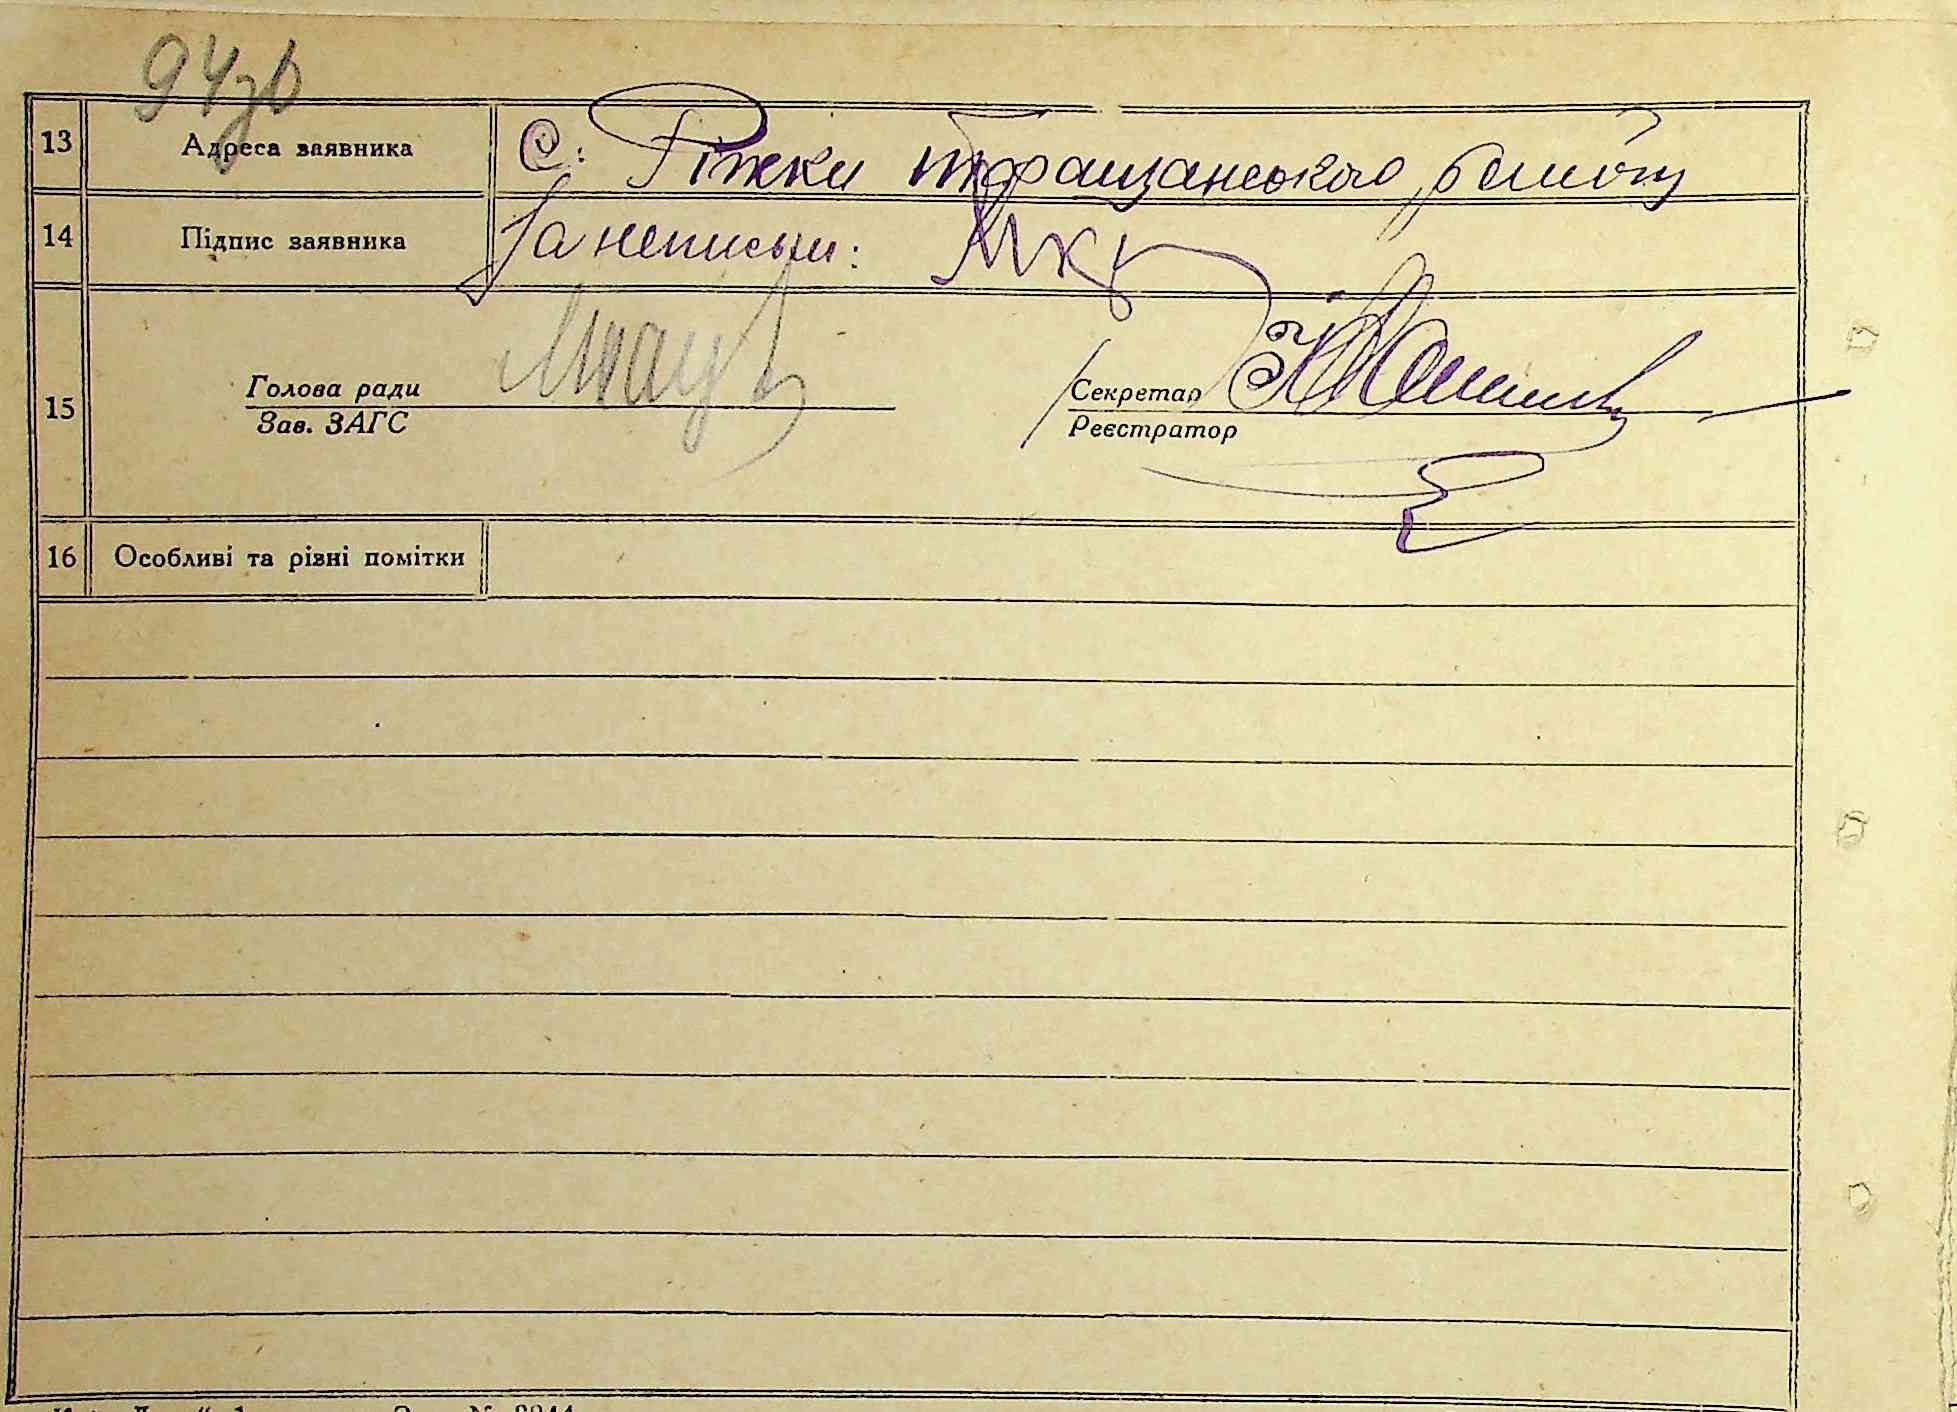 94зв
13 Адреса заявника С: Ріжки Таращанського району
14 Підпис заявника За неписьм:
15
Голова ради Секретар
Зав. ЗАГС Реєстратор
16 Особливі та різні помітки